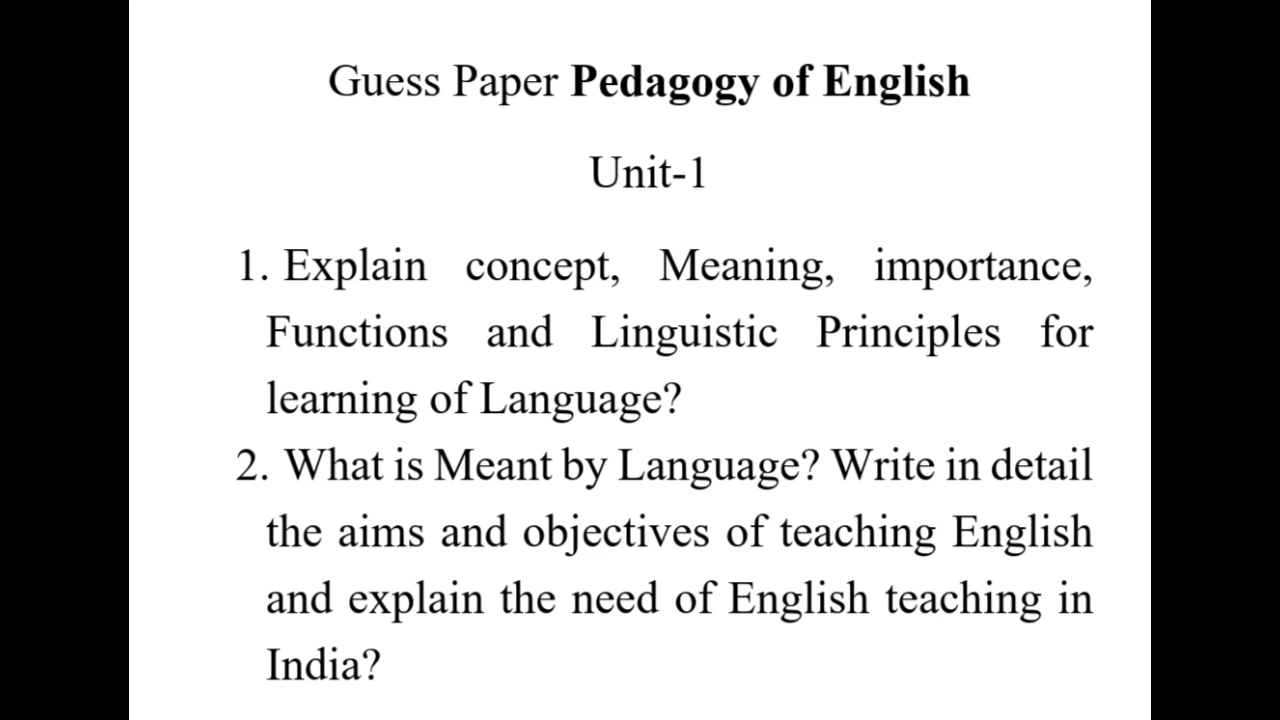 Guess Paper Pedagogy of English
Unit-1
1. Explain concept, Meaning, importance,
Functions and Linguistic Principles for
learning of Language?
2. What is Meant by Language? Write in detail
the aims and objectives of teaching English
and explain the need of English teaching in
India?